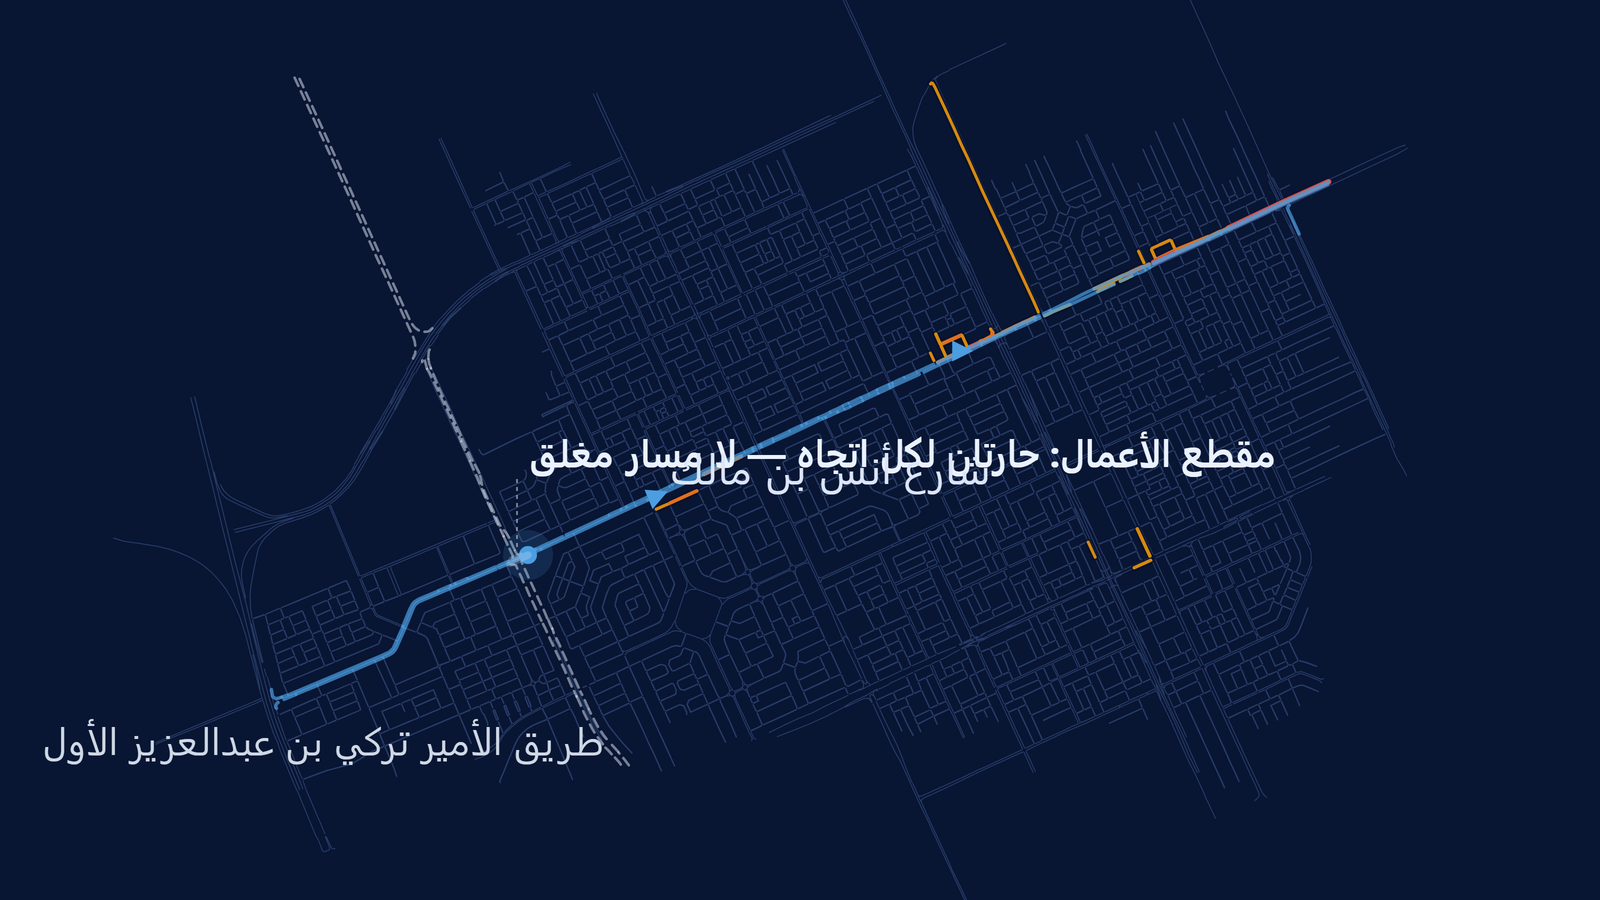 مقطع الأعمال: حارتان لكل اتجاه — لا مسار مغلق
شارع أنس بن مالك
طريق الأمير تركي بن عبدالعزيز الأول